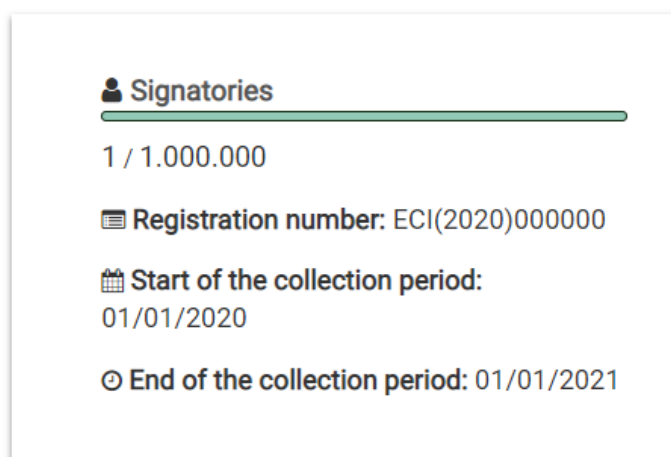 Signatories
1 / 1.000.000
Registration number: ECI(2020)000000
Start of the collection period:
01/01/2020
End of the collection period: 01/01/2021